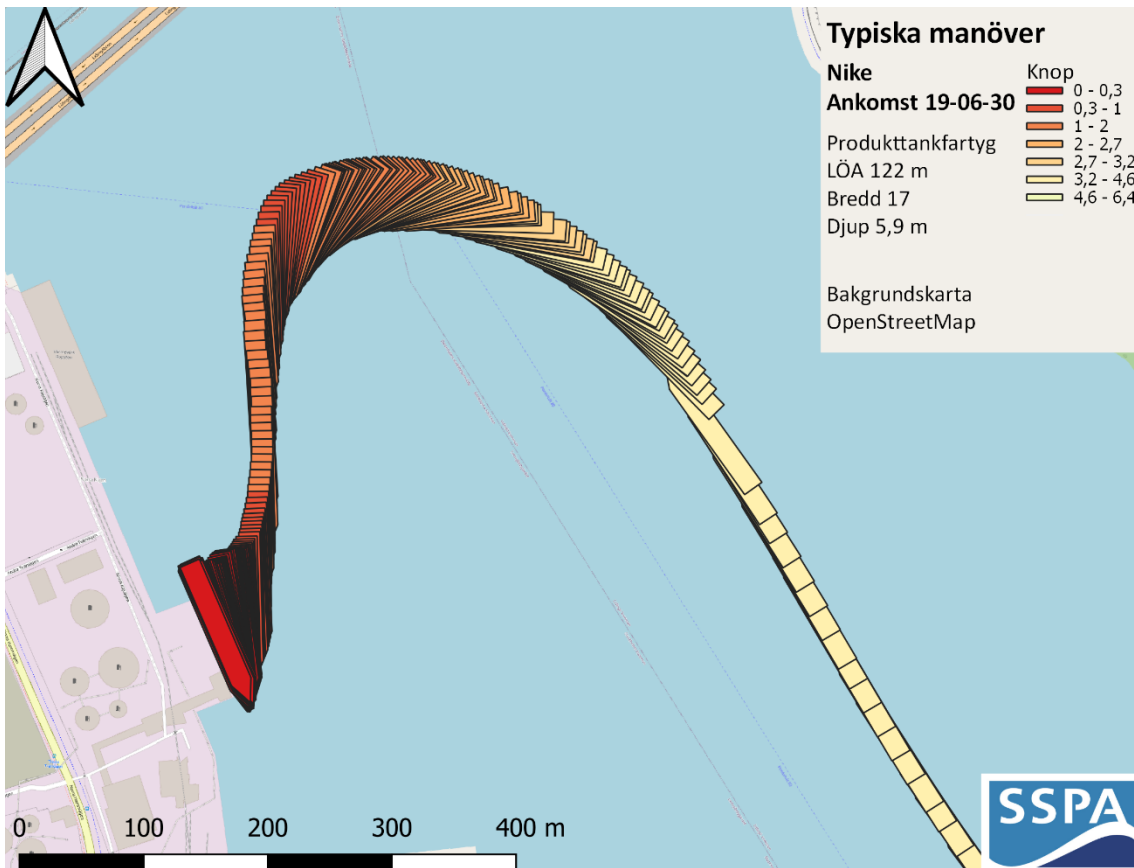 Typiska manöver
Nike
Ankomst 19-06-30
Produkttankfartyg
LÖA 122 m
Bredd 17
Djup 5,9 m
Bakgrundskarta
OpenStreetMap
Knop
0 - 0,3
0,3 - 1
1 - 2
2 - 2,7
2,7 - 3,2
3,2 - 4,6
4,6 - 6,4
0 100 200 300 400 m
SSPA